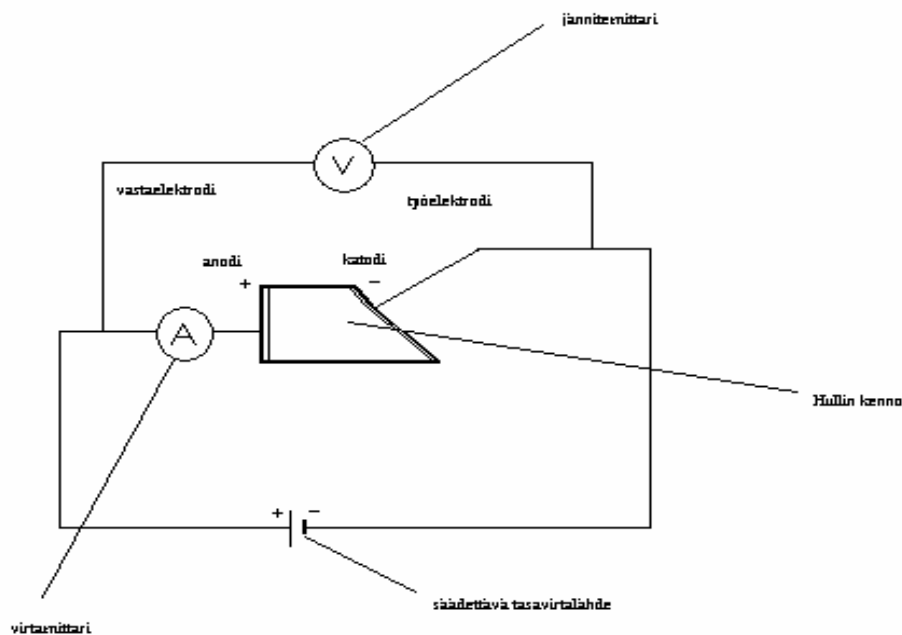 jännitemittari
V
vastaelektrodi
työelektrodi
anodi
katodi
+
−
A
Hullin kenno
+
−
säädettävä tasavirtalähde
virtamittari